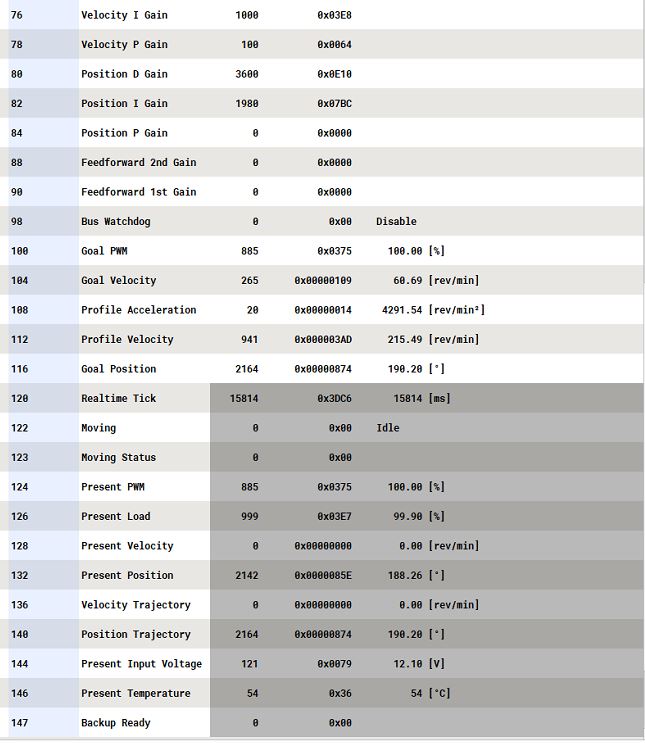 76 Velocity I Gain 1000 0x03E8
78 Velocity P Gain 100 0x0064
80 Position D Gain 3600 0x0E10
82 Position I Gain 1980 0x07BC
84 Position P Gain 0 0x0000
88 Feedforward 2nd Gain 0 0x0000
90 Feedforward 1st Gain 0 0x0000
98 Bus Watchdog 0 0x00 Disable
100 Goal PWM 885 0x0375 100.00 [%]
104 Goal Velocity 265 0x00000109 60.69 [rev/min]
108 Profile Acceleration 20 0x00000014 4291.54 [rev/min²]
112 Profile Velocity 941 0x000003AD 215.49 [rev/min]
116 Goal Position 2164 0x00000874 190.20 [°]
120 Realtime Tick 15814 0x3DC6 15814 [ms]
122 Moving 0 0x00 Idle
123 Moving Status 0 0x00
124 Present PWM 885 0x0375 100.00 [%]
126 Present Load 999 0x03E7 99.90 [%]
128 Present Velocity 0 0x00000000 0.00 [rev/min]
132 Present Position 2142 0x0000085E 188.26 [°]
136 Velocity Trajectory 0 0x00000000 0.00 [rev/min]
140 Position Trajectory 2164 0x00000874 190.20 [°]
144 Present Input Voltage 121 0x0079 12.10 [V]
146 Present Temperature 54 0x36 54 [°C]
147 Backup Ready 0 0x00